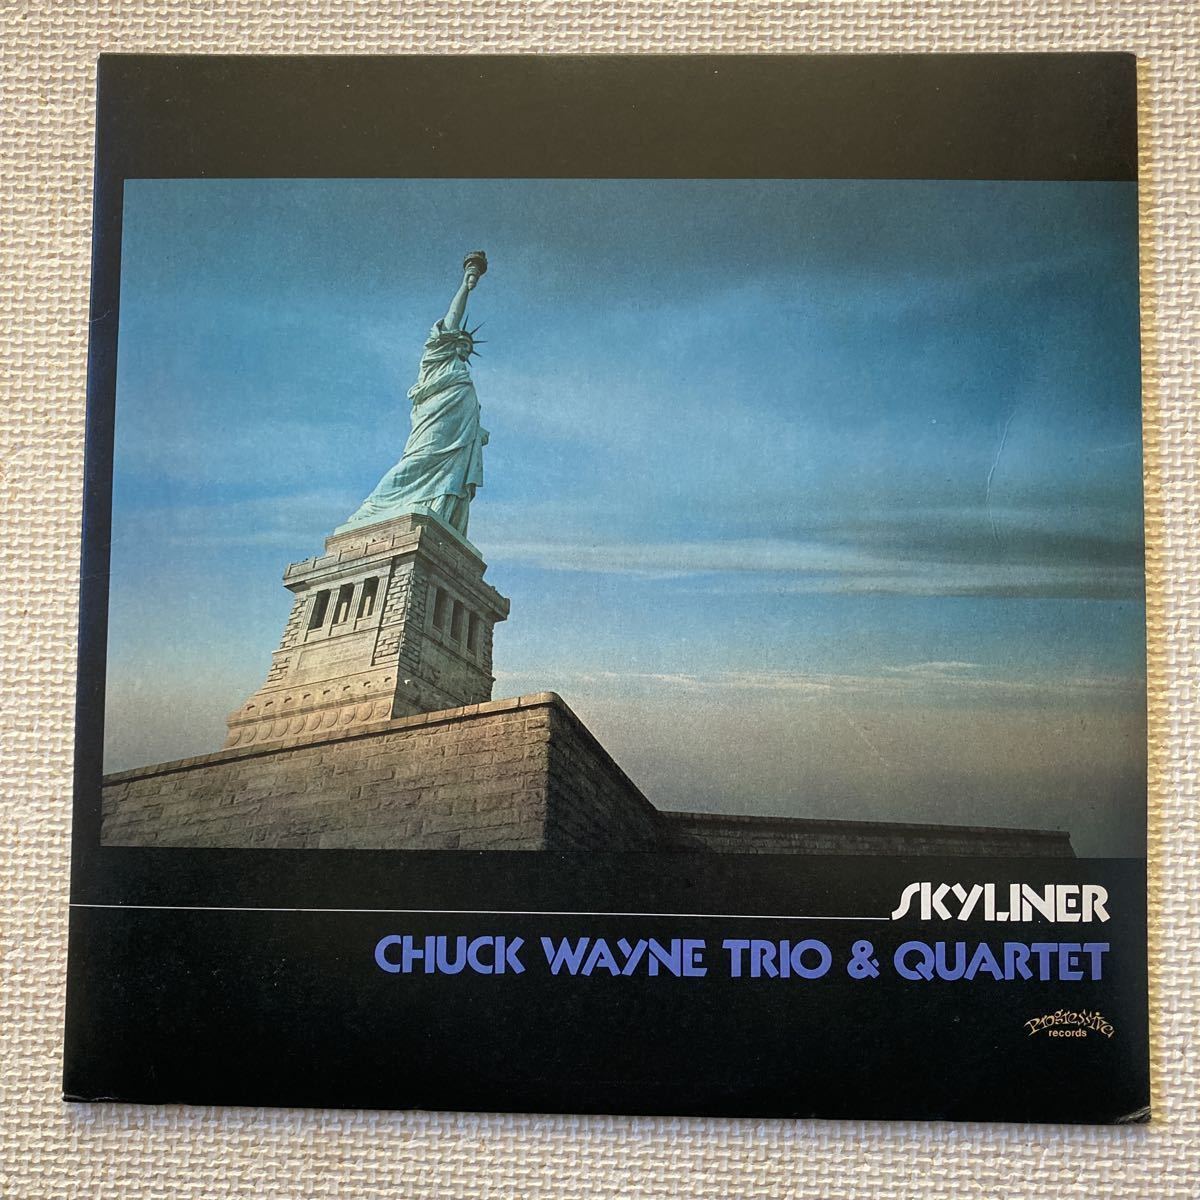 SKYLINER
CHUCK WAYNE TRIO & QUARTET
Progressive
records